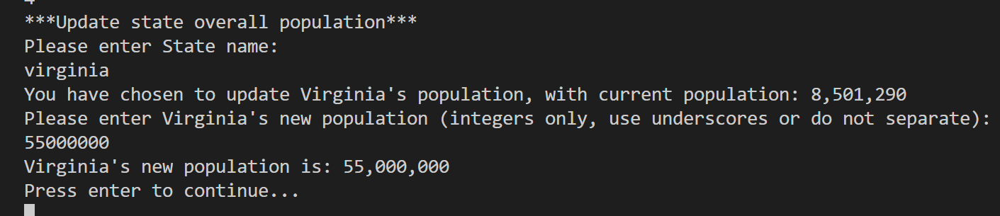 ***Update state overall population***
Please enter State name:
virginia
You have chosen to update Virginia's population, with current population: 8,501,290
Please enter Virginia's new population (integers only, use underscores or do not separate):
55000000
Virginia's new population is: 55,000,000
Press enter to continue...